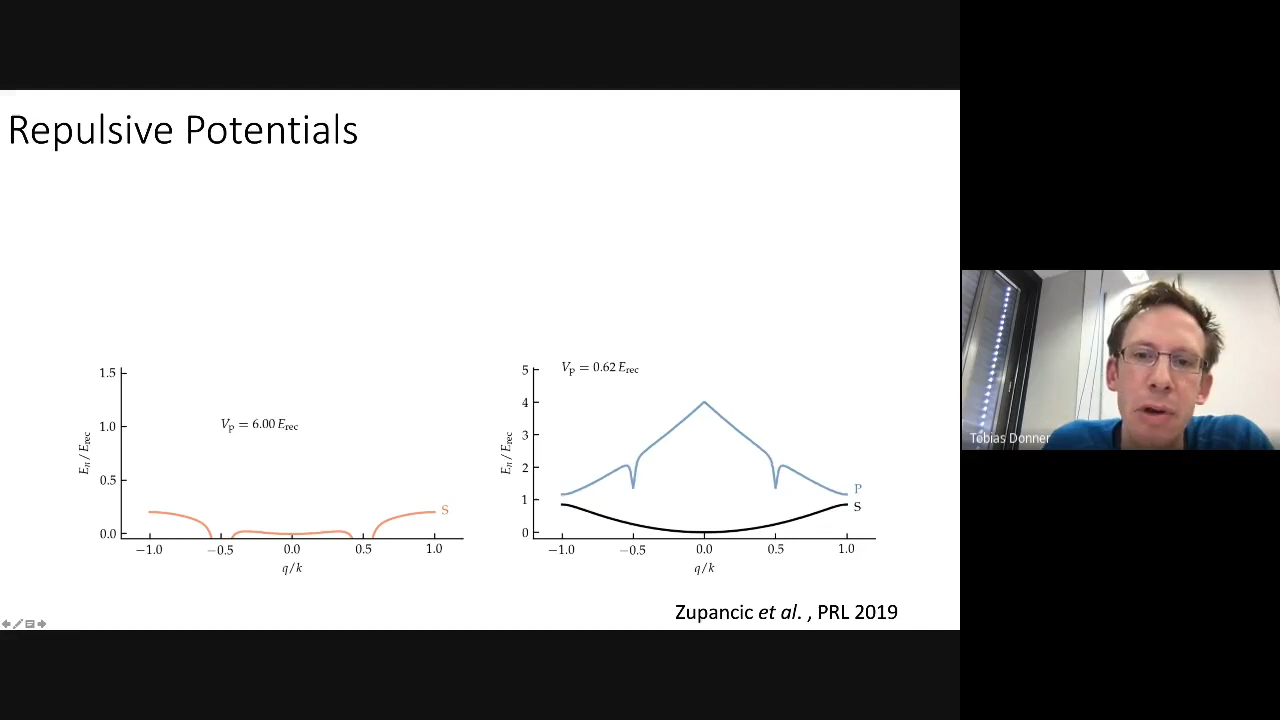 Repulsive Potentials
1.5
1.0
0.5
0.0
E_n / E_rec
V_P = 6.00 E_rec
S
−1.0 −0.5 0.0 0.5 1.0
q/k
5
4
3
2
1
0
E_n / E_rec
V_P = 0.62 E_rec
P
S
−1.0 −0.5 0.0 0.5 1.0
q/k
Zupancic et al. , PRL 2019
Tobias Donner